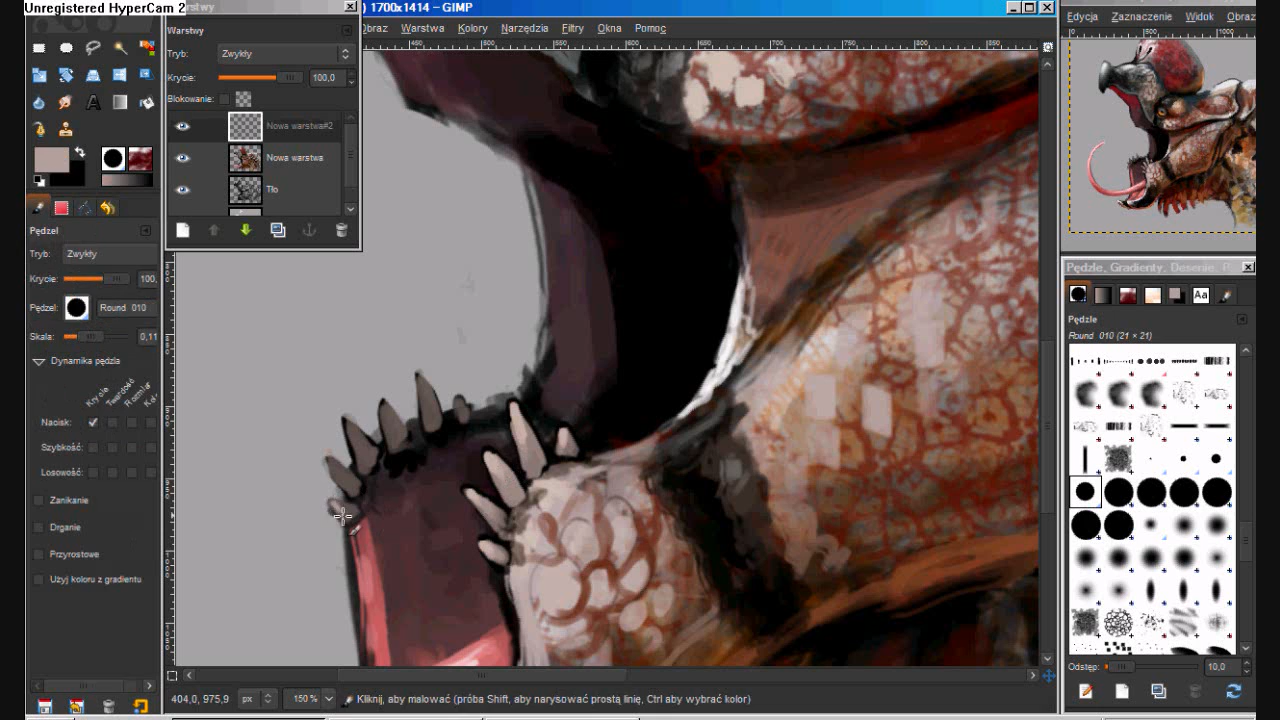 Unregistered HyperCam 2
) 1700x1414 – GIMP
Obraz Warstwa Kolory Narzędzia Filtry Okna Pomoc
Warstwy
Tryb: Zwykły
Krycie: 100,0
Blokowanie:
Nowa warstwa#2
Nowa warstwa
Tło
Pędzel
Tryb: Zwykły
Krycie: 100,
Pędzel: Round 010
Skala: 0,11
Dynamika pędzla
Krycie Twardość Rozmiar
Nacisk:
Szybkość:
Losowość:
Zanikanie
Drganie
Przyrostowe
Użyj koloru z gradientu
404,0, 975,9 px 150 % Kliknij, aby malować (próba Shift, aby narysować prostą linię, Ctrl aby wybrać kolor)
Edycja Zaznaczenie Widok Obraz
Pędzle, Gradienty, Desenie, P
Aa
Pędzle
Round 010 (21 × 21)
Odstęp: 10,0